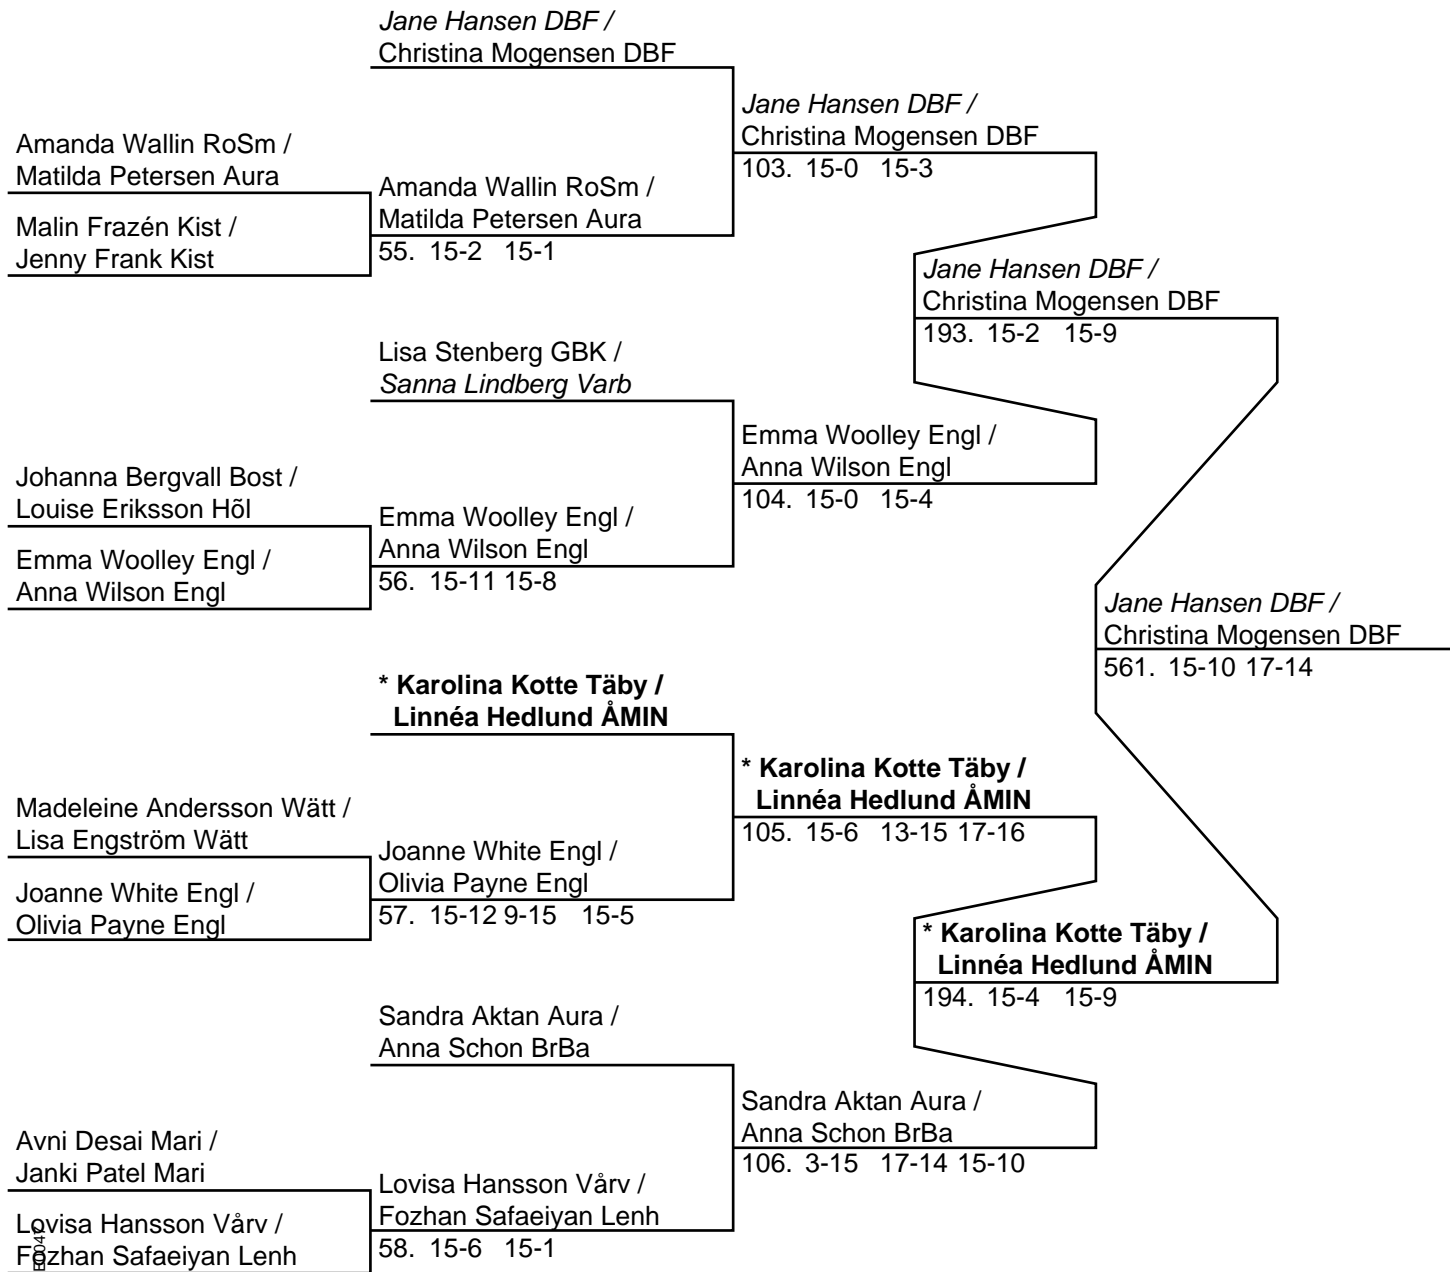 Jane Hansen DBF /
Christina Mogensen DBF
Jane Hansen DBF /
Christina Mogensen DBF
103. 15-0 15-3
Amanda Wallin RoSm /
Matilda Petersen Aura
Amanda Wallin RoSm /
Matilda Petersen Aura
55. 15-2 15-1
Malin Frazén Kist /
Jenny Frank Kist
Jane Hansen DBF /
Christina Mogensen DBF
193. 15-2 15-9
Lisa Stenberg GBK /
Sanna Lindberg Varb
Emma Woolley Engl /
Anna Wilson Engl
104. 15-0 15-4
Johanna Bergvall Bost /
Louise Eriksson Hõl
Emma Woolley Engl /
Anna Wilson Engl
56. 15-11 15-8
Emma Woolley Engl /
Anna Wilson Engl
Jane Hansen DBF /
Christina Mogensen DBF
561. 15-10 17-14
* Karolina Kotte Täby /
Linnéa Hedlund ÅMIN
* Karolina Kotte Täby /
Linnéa Hedlund ÅMIN
105. 15-6 13-15 17-16
Madeleine Andersson Wätt /
Lisa Engström Wätt
Joanne White Engl /
Olivia Payne Engl
57. 15-12 9-15 15-5
Joanne White Engl /
Olivia Payne Engl
* Karolina Kotte Täby /
Linnéa Hedlund ÅMIN
194. 15-4 15-9
Sandra Aktan Aura /
Anna Schon BrBa
Sandra Aktan Aura /
Anna Schon BrBa
106. 3-15 17-14 15-10
Avni Desai Mari /
Janki Patel Mari
Lovisa Hansson Vårv /
Fozhan Safaeiyan Lenh
58. 15-6 15-1
Lovisa Hansson Vårv /
Fozhan Safaeiyan Lenh